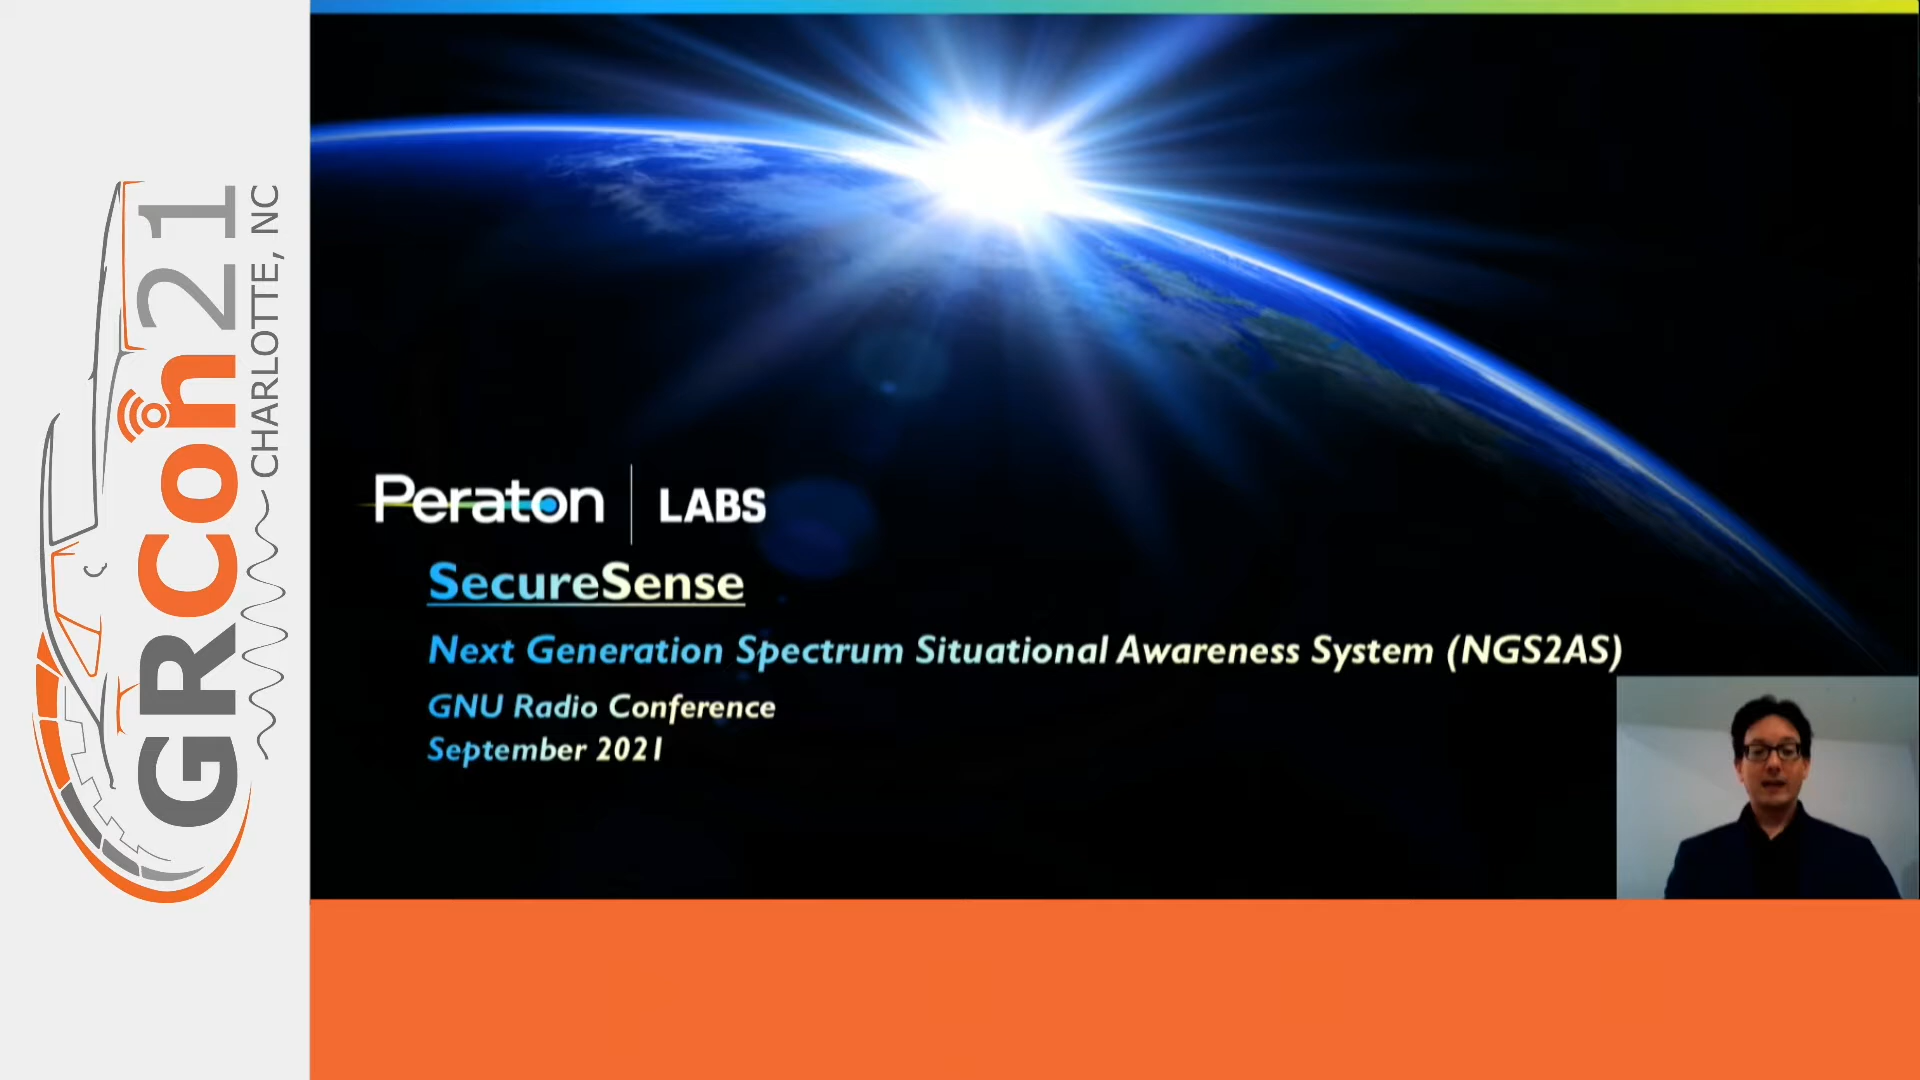 GRCon21
CHARLOTTE, NC
Peraton | LABS
SecureSense
Next Generation Spectrum Situational Awareness System (NGS2AS)
GNU Radio Conference
September 2021